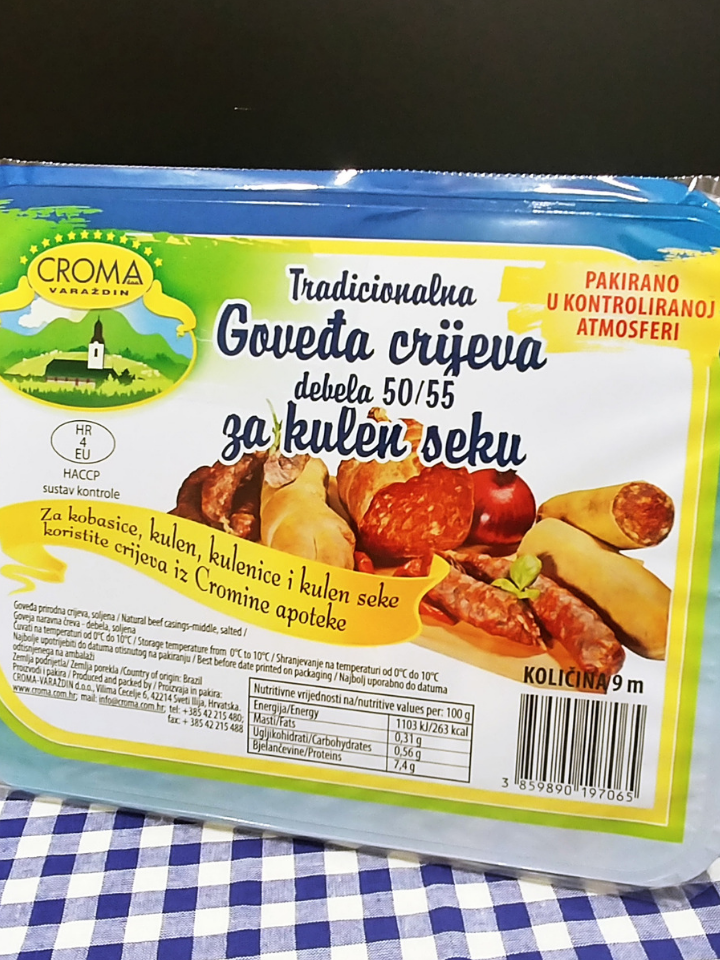 CROMA
VARAŽDIN
Tradicionalna
Goveđa crijeva
debela 50/55
za kulen seku
PAKIRANO
U KONTROLIRANOJ
ATMOSFERI
HR
4
EU
HACCP
sustav kontrole
Za kobasice, kulen, kulenice i kulen seke
koristite crijeva iz Cromine apoteke
Goveđa prirodna crijeva, soljena / Natural beef casings-middle, salted /
Goveja naravna čreva - debela, soljena
Čuvati na temperaturi od 0°C do 10°C / Storage temperature from 0°C to 10°C / Shranjevanje na temperaturi od 0°C do 10°C
Najbolje upotrijebiti do datuma otisnutog na pakiranju / Best before date printed on packaging / Najbolj uporabno do datuma
odtisnjenega na ambalaži
Zemlja podrijetla/ Zemlja porekla /Country of origin: Brazil
Proizvodi i pakira / Produced and packed by / Proizvaja in pakira:
CROMA-VARAŽDIN d.o.o., Vilima Cecelje 6, 42214 Sveti Ilija, Hrvatska.
www.croma.com.hr; mail: info@croma.com.hr; tel: +385 42 215 480;
fax: + 385 42 215 488
Nutritivne vrijednosti na/nutritive values per: 100 g
Energija/Energy 1103 kJ/263 kcal
Masti/Fats 0,31 g
Ugljikohidrati/Carbohydrates 0,56 g
Bjelančevine/Proteins 7,4 g
KOLIČINA 9 m
3 859890 197065